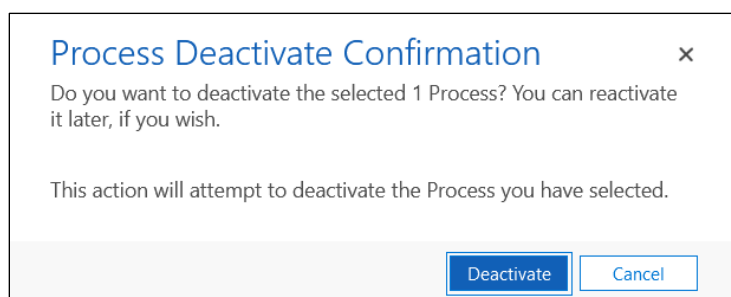 Process Deactivate Confirmation
Do you want to deactivate the selected 1 Process? You can reactivate
it later, if you wish.
This action will attempt to deactivate the Process you have selected.
Deactivate Cancel